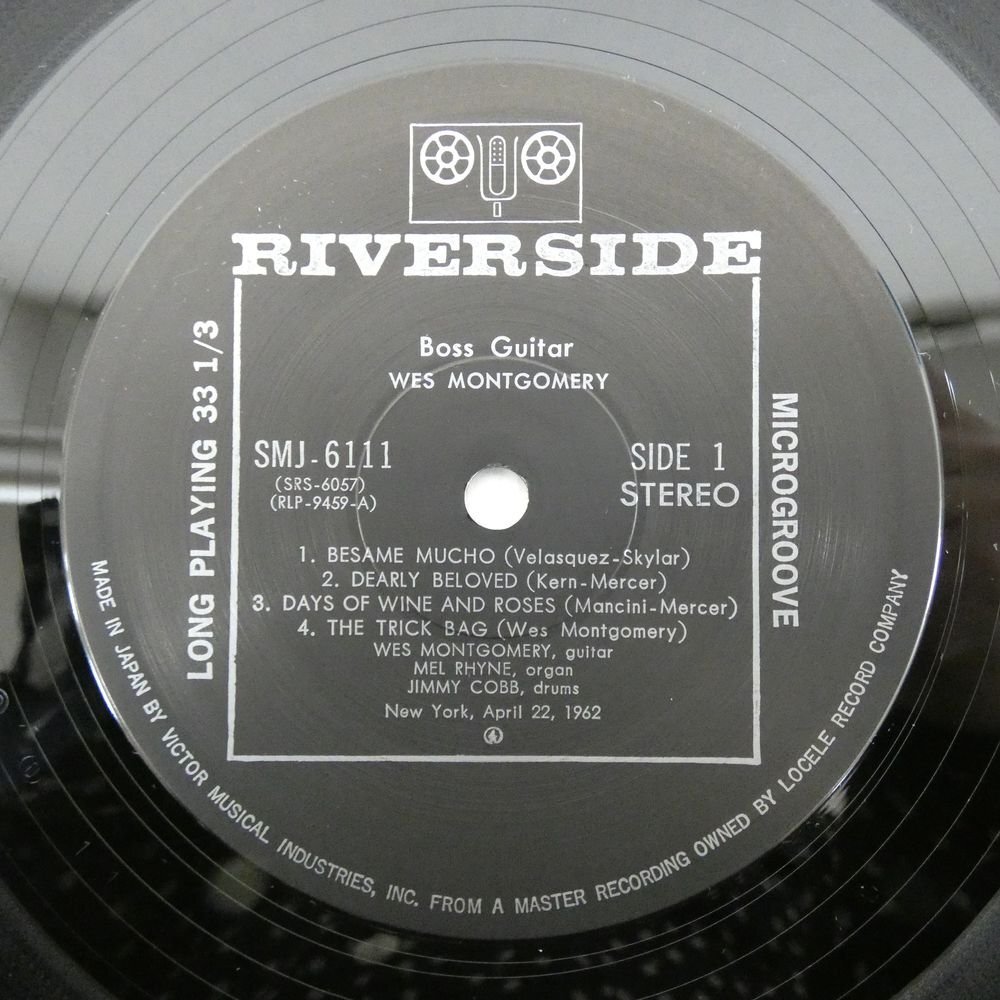 RIVERSIDE
Boss Guitar
WES MONTGOMERY
SMJ-6111
(SRS-6057)
(RLP-9459-A)
SIDE 1
STEREO
1. BESAME MUCHO (Velasquez-Skylar)
2. DEARLY BELOVED (Kern-Mercer)
3. DAYS OF WINE AND ROSES (Mancini-Mercer)
4. THE TRICK BAG (Wes Montgomery)
WES MONTGOMERY, guitar
MEL RHYNE, organ
JIMMY COBB, drums
New York, April 22, 1962
LONG PLAYING 33 1/3
MICROGROOVE
MADE IN JAPAN BY VICTOR MUSICAL INDUSTRIES, INC. FROM A MASTER RECORDING OWNED BY LOCELE RECORD COMPANY